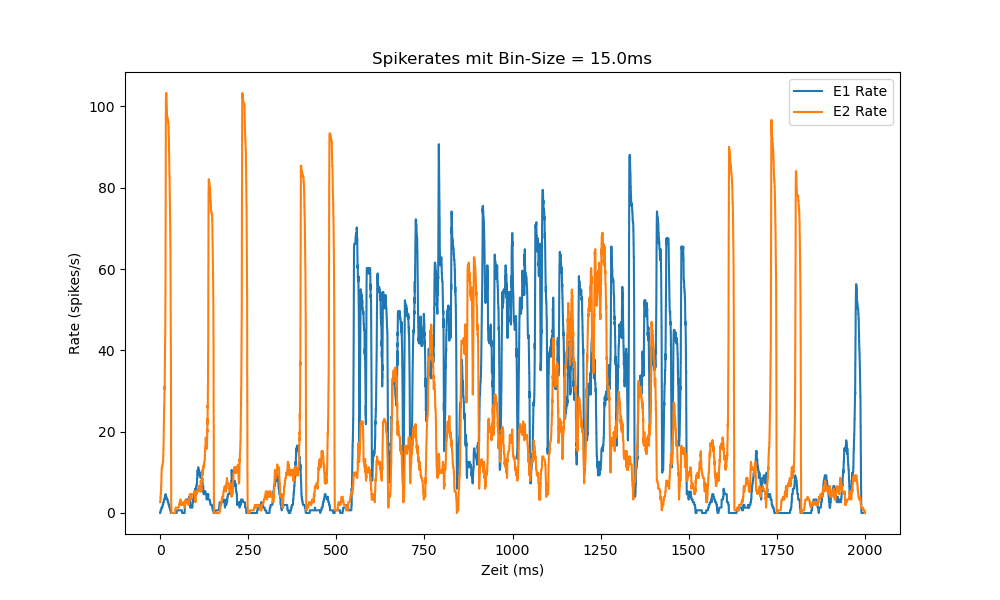 Spikerates mit Bin-Size = 15.0ms
E1 Rate
E2 Rate
100
80
60
40
20
0
Rate (spikes/s)
0 250 500 750 1000 1250 1500 1750 2000
Zeit (ms)